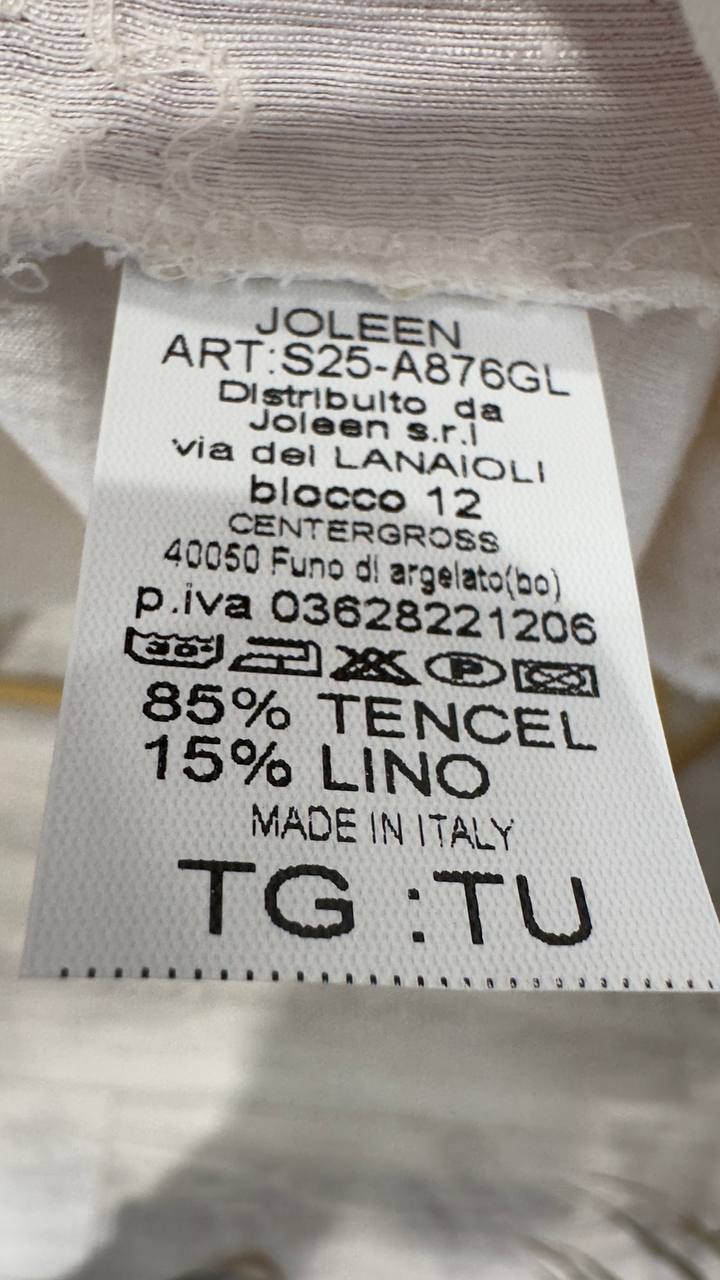 JOLEEN
ART:S25-A876GL
Distribuito da
Joleen s.r.l
via dei LANAIOLI
blocco 12
CENTERGROSS
40050 Funo di argelato(bo)
p.iva 03628221206
30°
P
85% TENCEL
15% LINO
MADE IN ITALY
TG :TU